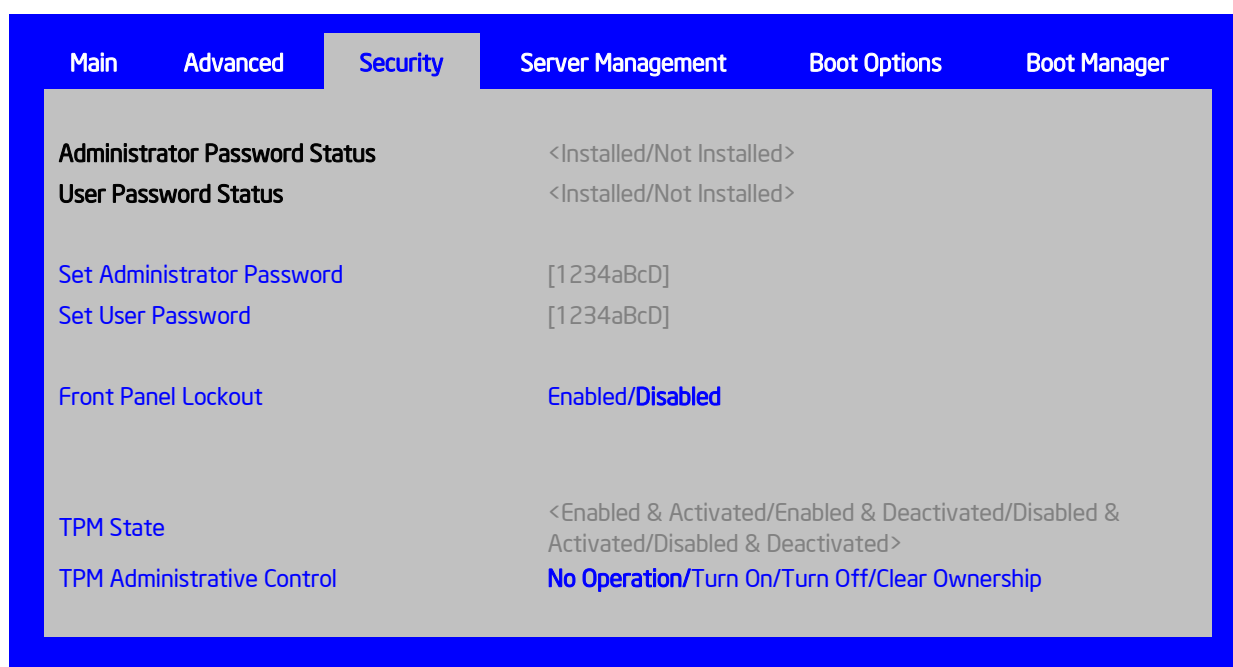 Main Advanced Security Server Management Boot Options Boot Manager
Administrator Password Status <Installed/Not Installed>
User Password Status <Installed/Not Installed>
Set Administrator Password [1234aBcD]
Set User Password [1234aBcD]
Front Panel Lockout Enabled/Disabled
TPM State <Enabled & Activated/Enabled & Deactivated/Disabled &
Activated/Disabled & Deactivated>
TPM Administrative Control No Operation/Turn On/Turn Off/Clear Ownership